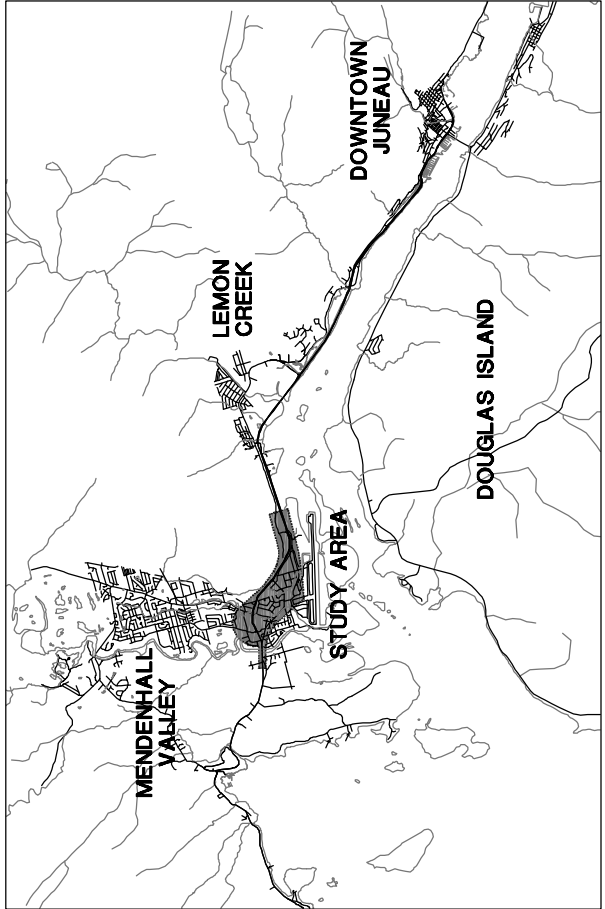 MENDENHALL
VALLEY
LEMON
CREEK
DOWNTOWN
JUNEAU
STUDY AREA
DOUGLAS ISLAND